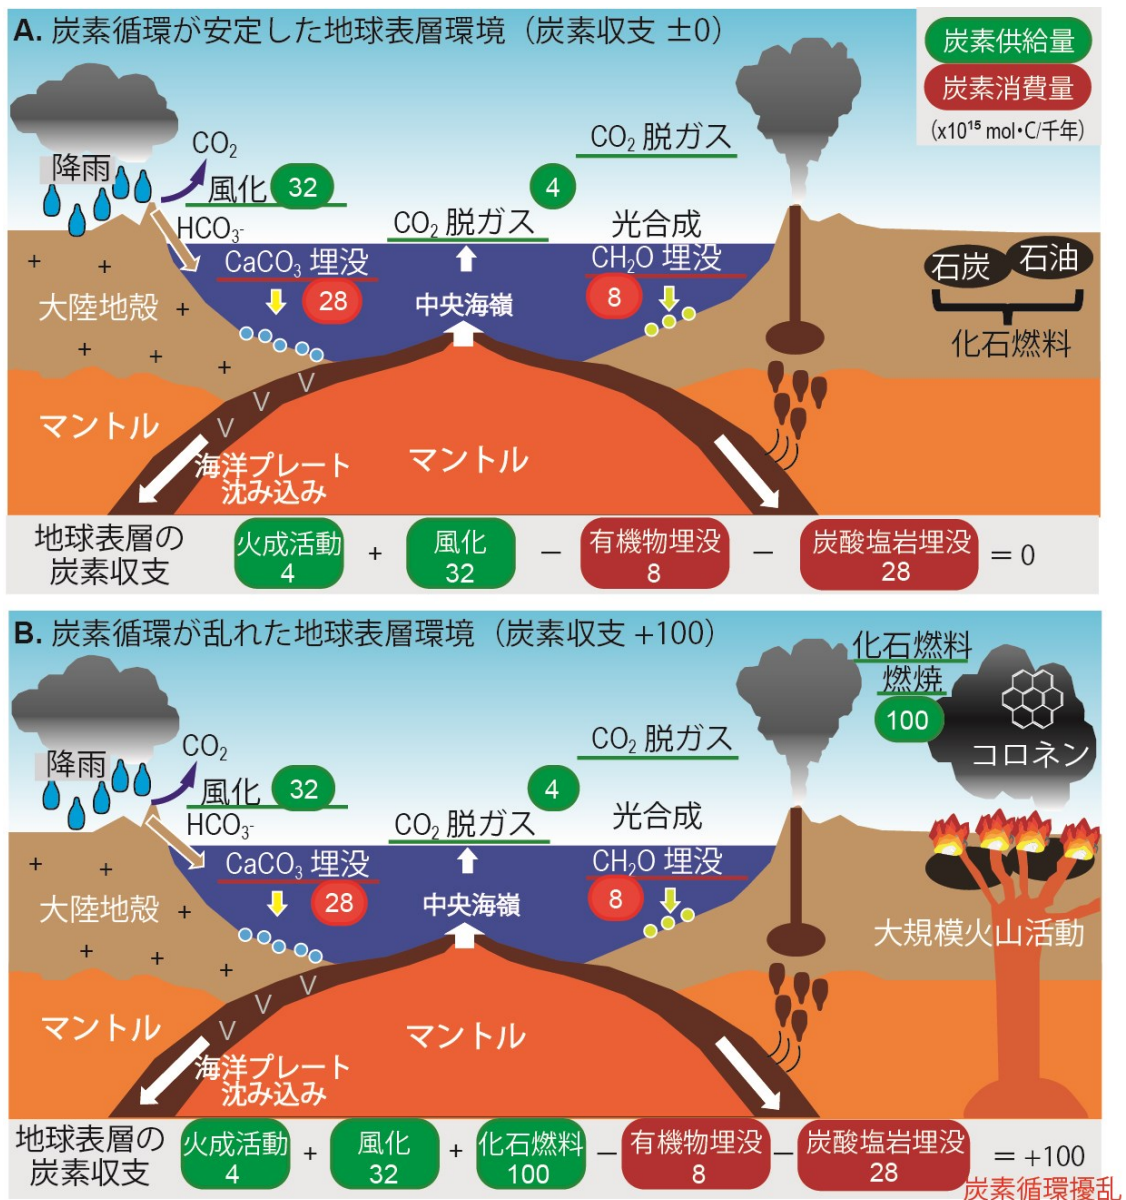 A. 炭素循環が安定した地球表層環境（炭素収支 ±0）
炭素供給量
炭素消費量
(x10¹⁵ mol・C/千年)
降雨
CO₂
風化 32
HCO₃⁻
CO₂ 脱ガス
4
CO₂ 脱ガス
光合成
CaCO₃ 埋没
28
中央海嶺
CH₂O 埋没
8
石炭
石油
化石燃料
大陸地殻
マントル
マントル
海洋プレート
沈み込み
地球表層の
炭素収支
火成活動
4
+
風化
32
−
有機物埋没
8
−
炭酸塩岩埋没
28
= 0
B. 炭素循環が乱れた地球表層環境（炭素収支 +100）
化石燃料
燃焼
100
コロネン
降雨
CO₂
風化 32
HCO₃⁻
CO₂ 脱ガス
4
CO₂ 脱ガス
光合成
CaCO₃ 埋没
28
中央海嶺
CH₂O 埋没
8
大陸地殻
大規模火山活動
マントル
マントル
海洋プレート
沈み込み
地球表層の
炭素収支
火成活動
4
+
風化
32
+
化石燃料
100
−
有機物埋没
8
−
炭酸塩岩埋没
28
= +100
炭素循環擾乱